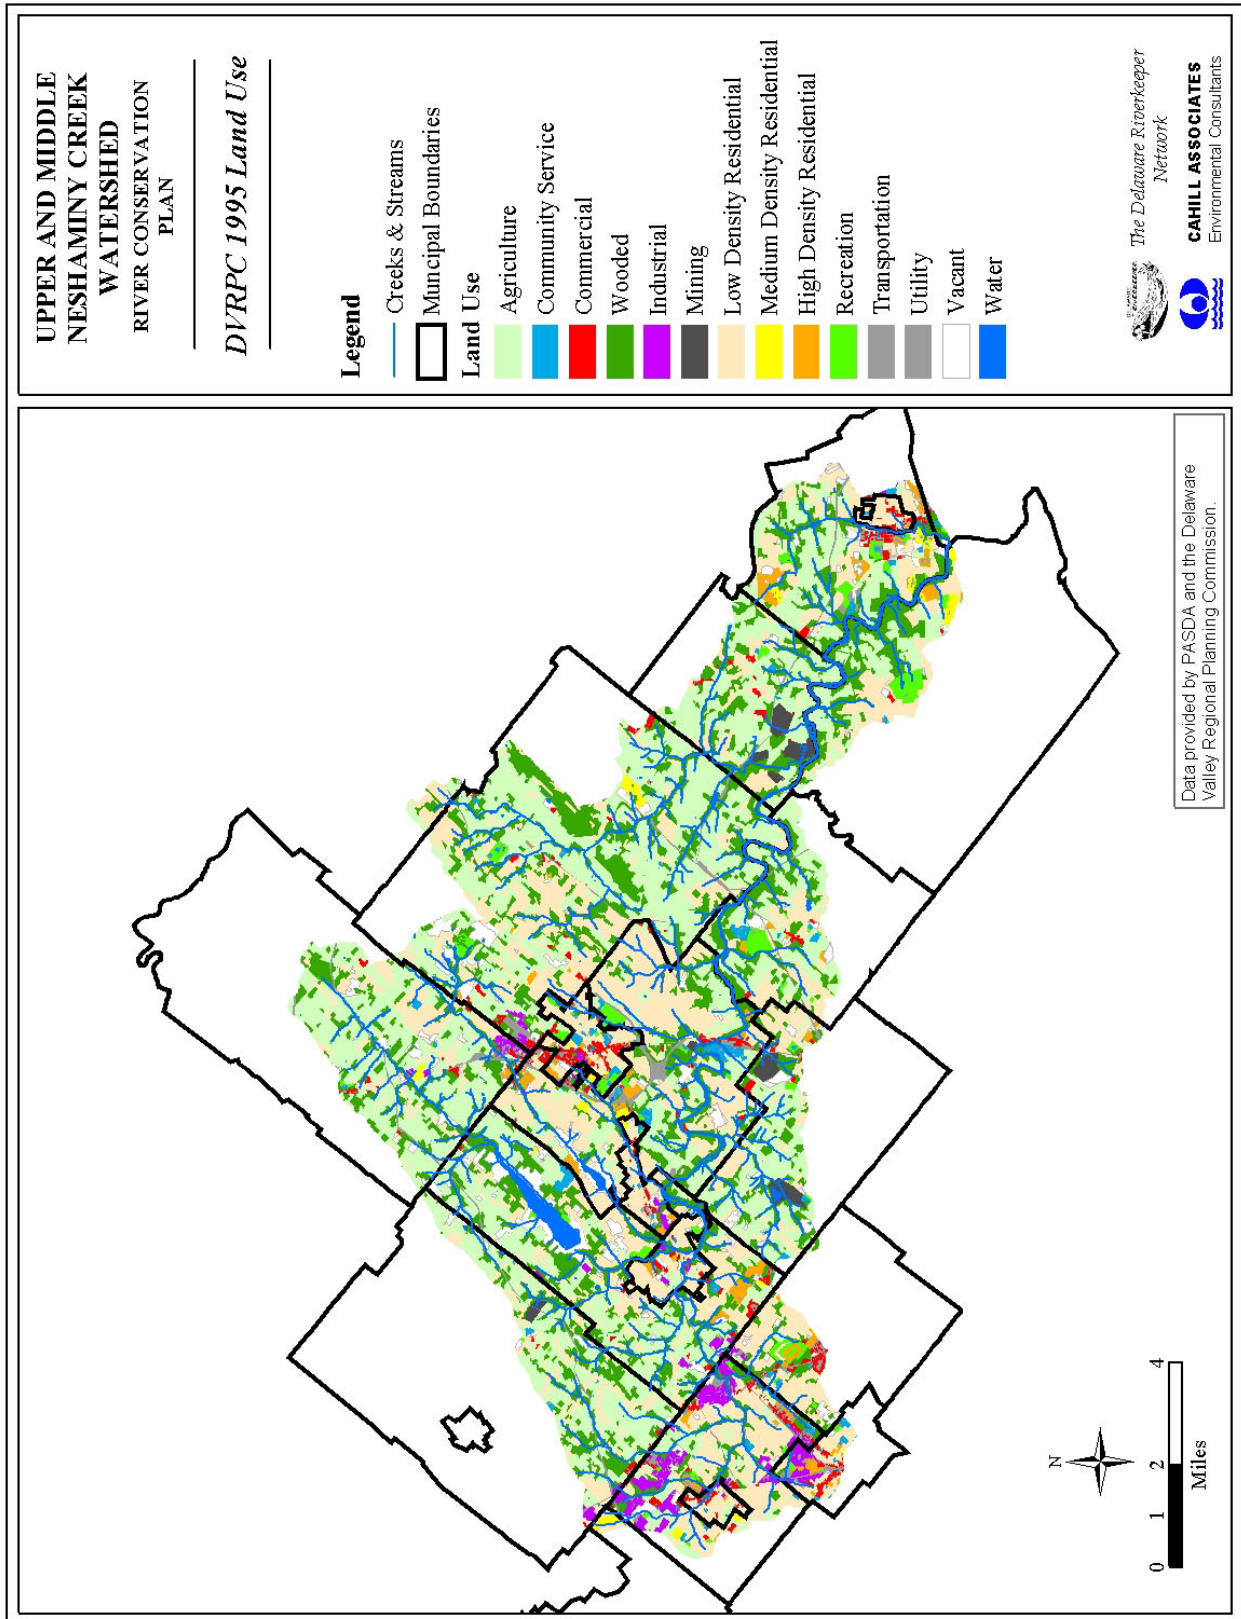 UPPER AND MIDDLE
NESHAMINY CREEK
WATERSHED
RIVER CONSERVATION
PLAN
DVRPC 1995 Land Use
Legend
Creeks & Streams
Muncipal Boundaries
Land Use
Agriculture
Community Service
Commercial
Wooded
Industrial
Mining
Low Density Residential
Medium Density Residential
High Density Residential
Recreation
Transportation
Utility
Vacant
Water
The Delaware Riverkeeper
Network
CAHILL ASSOCIATES
Environmental Consultants
N
0 1 2 4
Miles
Data provided by PASDA and the Delaware
Valley Regional Planning Commission.